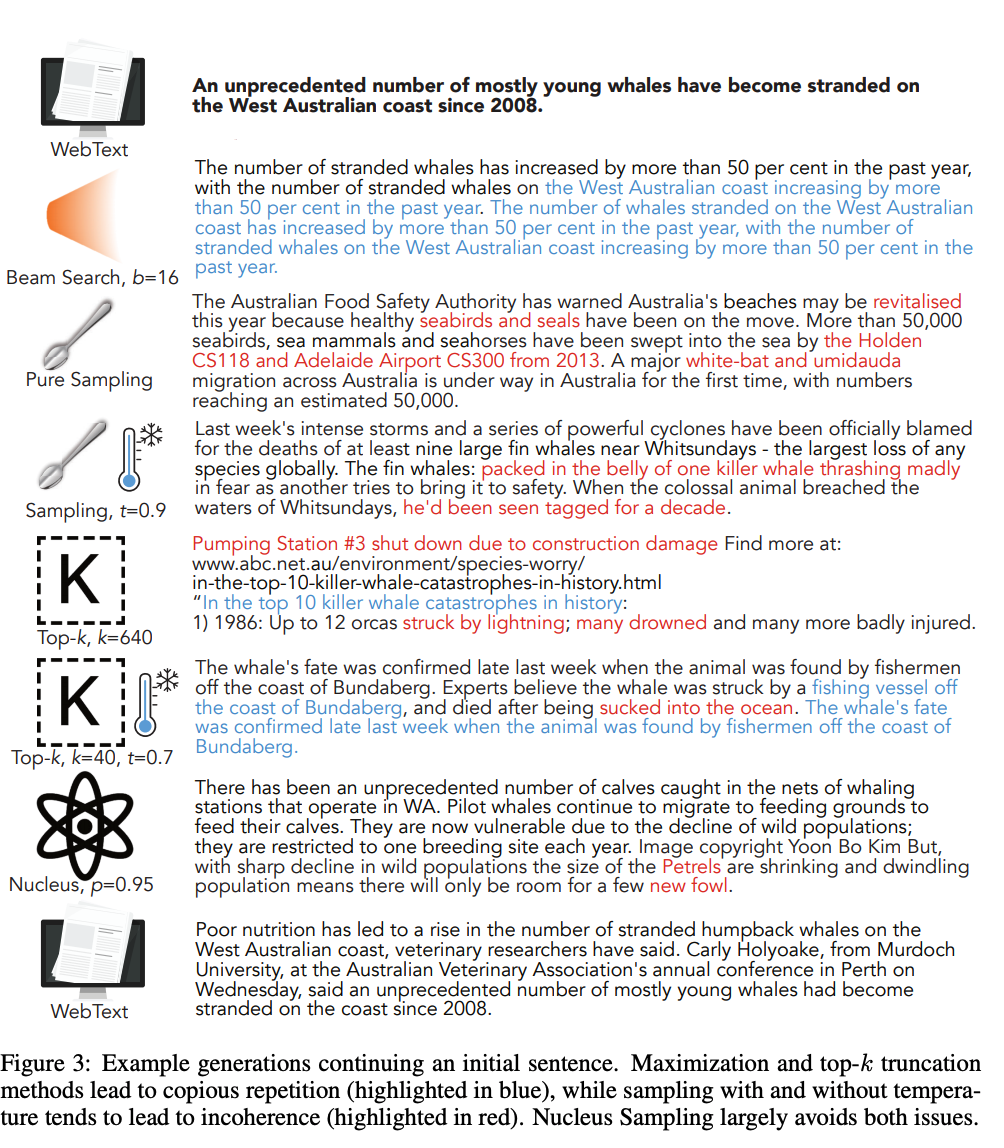 An unprecedented number of mostly young whales have become stranded on
the West Australian coast since 2008.
WebText
The number of stranded whales has increased by more than 50 per cent in the past year,
with the number of stranded whales on the West Australian coast increasing by more
than 50 per cent in the past year. The number of whales stranded on the West Australian
coast has increased by more than 50 per cent in the past year, with the number of
stranded whales on the West Australian coast increasing by more than 50 per cent in the
past year.
Beam Search, b=16
The Australian Food Safety Authority has warned Australia's beaches may be revitalised
this year because healthy seabirds and seals have been on the move. More than 50,000
seabirds, sea mammals and seahorses have been swept into the sea by the Holden
CS118 and Adelaide Airport CS300 from 2013. A major white-bat and umidauda
migration across Australia is under way in Australia for the first time, with numbers
reaching an estimated 50,000.
Pure Sampling
Last week's intense storms and a series of powerful cyclones have been officially blamed
for the deaths of at least nine large fin whales near Whitsundays - the largest loss of any
species globally. The fin whales: packed in the belly of one killer whale thrashing madly
in fear as another tries to bring it to safety. When the colossal animal breached the
waters of Whitsundays, he'd been seen tagged for a decade.
Sampling, t=0.9
Pumping Station #3 shut down due to construction damage Find more at:
www.abc.net.au/environment/species-worry/
in-the-top-10-killer-whale-catastrophes-in-history.html
“In the top 10 killer whale catastrophes in history:
1) 1986: Up to 12 orcas struck by lightning; many drowned and many more badly injured.
K
Top-k, k=640
The whale's fate was confirmed late last week when the animal was found by fishermen
off the coast of Bundaberg. Experts believe the whale was struck by a fishing vessel off
the coast of Bundaberg, and died after being sucked into the ocean. The whale's fate
was confirmed late last week when the animal was found by fishermen off the coast of
Bundaberg.
K
Top-k, k=40, t=0.7
There has been an unprecedented number of calves caught in the nets of whaling
stations that operate in WA. Pilot whales continue to migrate to feeding grounds to
feed their calves. They are now vulnerable due to the decline of wild populations;
they are restricted to one breeding site each year. Image copyright Yoon Bo Kim But,
with sharp decline in wild populations the size of the Petrels are shrinking and dwindling
population means there will only be room for a few new fowl.
Nucleus, p=0.95
Poor nutrition has led to a rise in the number of stranded humpback whales on the
West Australian coast, veterinary researchers have said. Carly Holyoake, from Murdoch
University, at the Australian Veterinary Association's annual conference in Perth on
Wednesday, said an unprecedented number of mostly young whales had become
stranded on the coast since 2008.
WebText
Figure 3: Example generations continuing an initial sentence. Maximization and top-k truncation
methods lead to copious repetition (highlighted in blue), while sampling with and without tempera-
ture tends to lead to incoherence (highlighted in red). Nucleus Sampling largely avoids both issues.